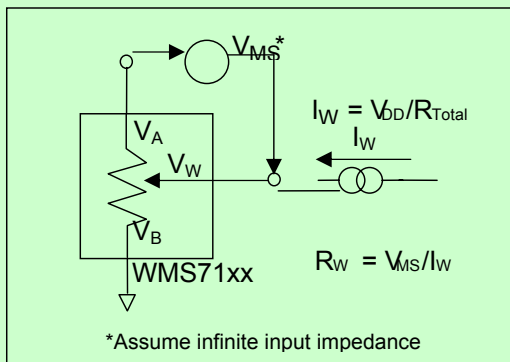 VMS*
IW = VDD/RTotal
IW
VA
VW
VB
RW = VMS/IW
WMS71xx
*Assume infinite input impedance